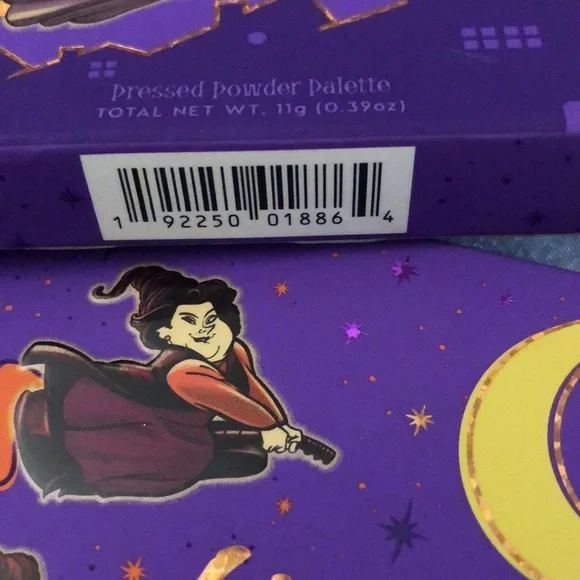 Pressed Powder Palette
TOTAL NET WT. 11g (0.39oz)
1 92250 01886 4